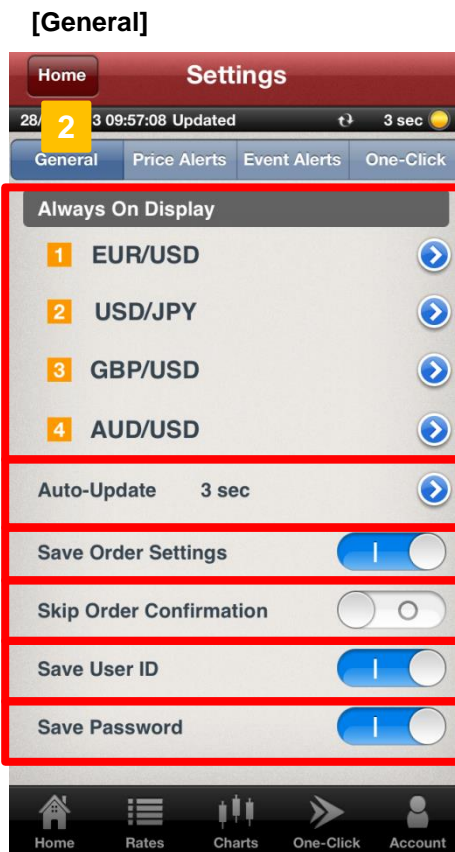 [General]
Home Settings
28/ 3 09:57:08 Updated 3 sec
2
General Price Alerts Event Alerts One-Click
Always On Display
1 EUR/USD
2 USD/JPY
3 GBP/USD
4 AUD/USD
Auto-Update 3 sec
Save Order Settings
Skip Order Confirmation
Save User ID
Save Password
Home Rates Charts One-Click Account